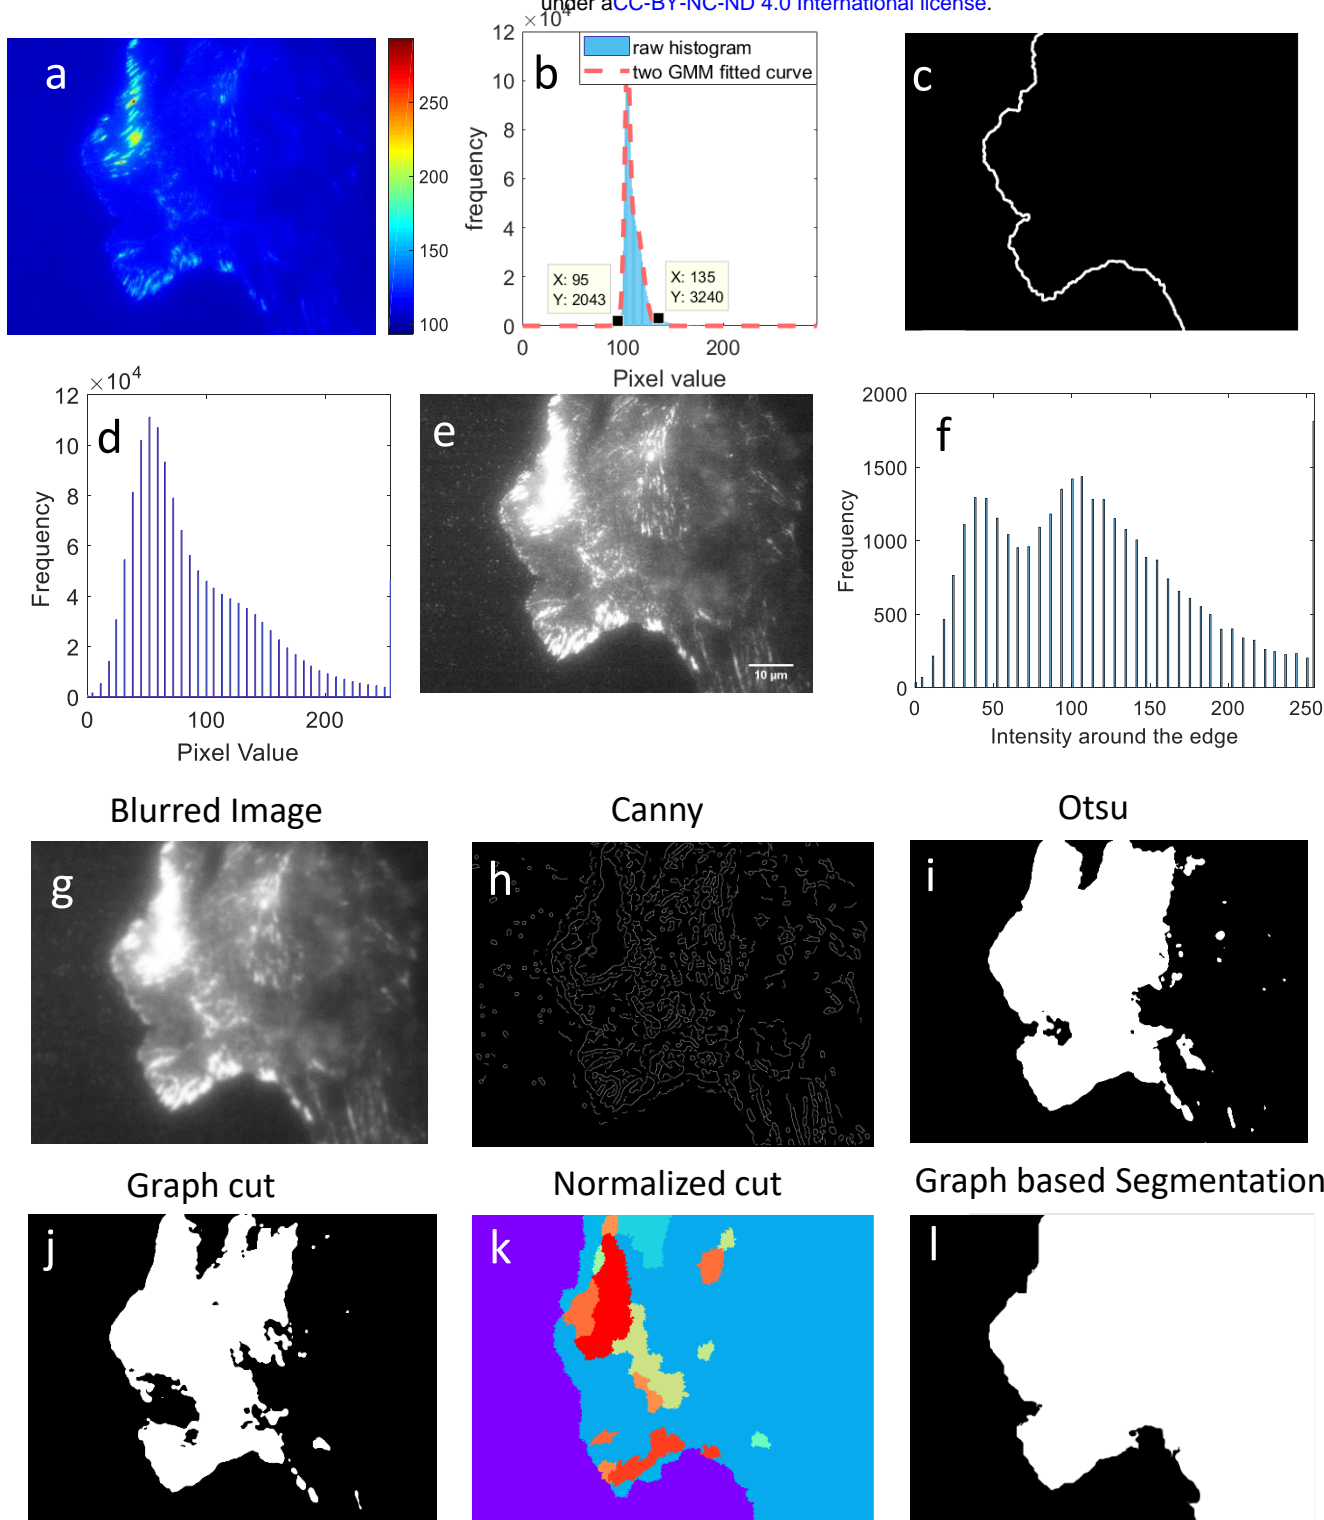 under aCC-BY-NC-ND 4.0 International license.
a
250
200
150
100
b
×10⁴
12
10
8
6
4
2
0
frequency
raw histogram
two GMM fitted curve
X: 95
Y: 2043
X: 135
Y: 3240
0
100
200
Pixel value
c
d
×10⁴
12
10
8
6
4
2
0
Frequency
0
100
200
Pixel Value
e
10 µm
f
2000
1500
1000
500
0
Frequency
0
50
100
150
200
250
Intensity around the edge
Blurred Image
Canny
Otsu
g
h
i
Graph cut
Normalized cut
Graph based Segmentation
j
k
l